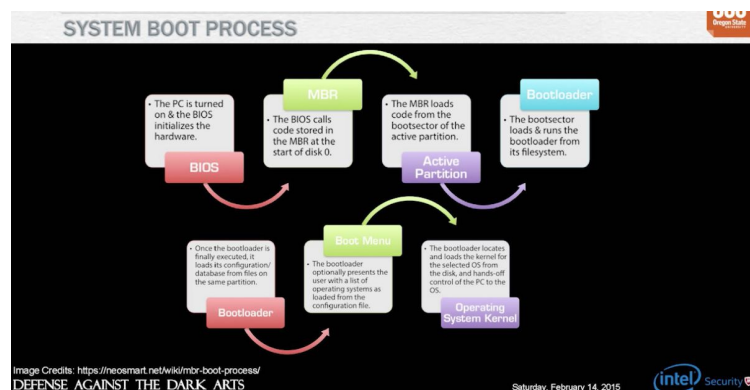 SYSTEM BOOT PROCESS
Oregon State
UNIVERSITY
• The PC is turned
on & the BIOS
initializes the
hardware.
BIOS
MBR
• The BIOS calls
code stored in
the MBR at the
start of disk 0.
• The MBR loads
code from the
bootsector of the
active partition.
Active
Partition
Bootloader
• The bootsector
loads & runs the
bootloader from
its filesystem.
• Once the bootloader is
finally executed, it
loads its configuration/
database from files on
the same partition.
Bootloader
Boot Menu
• The bootloader
optionally presents the
user with a list of
operating systems as
loaded from the
configuration file.
• The bootloader locates
and loads the kernel for
the selected OS from
the disk, and hands-off
control of the PC to the
OS.
Operating
System Kernel
Image Credits: https://neosmart.net/wiki/mbr-boot-process/
DEFENSE AGAINST THE DARK ARTS
Saturday, February 14, 2015
intel Security